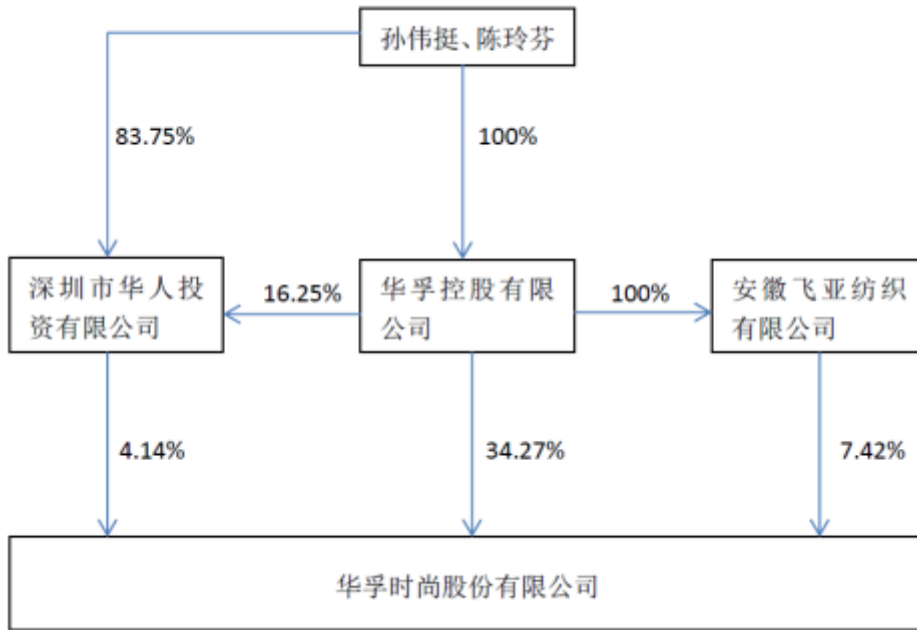 孙伟挺、陈玲芬
83.75%
100%
深圳市华人投
资有限公司
16.25%
华孚控股有限
公司
100%
安徽飞亚纺织
有限公司
4.14%
34.27%
7.42%
华孚时尚股份有限公司